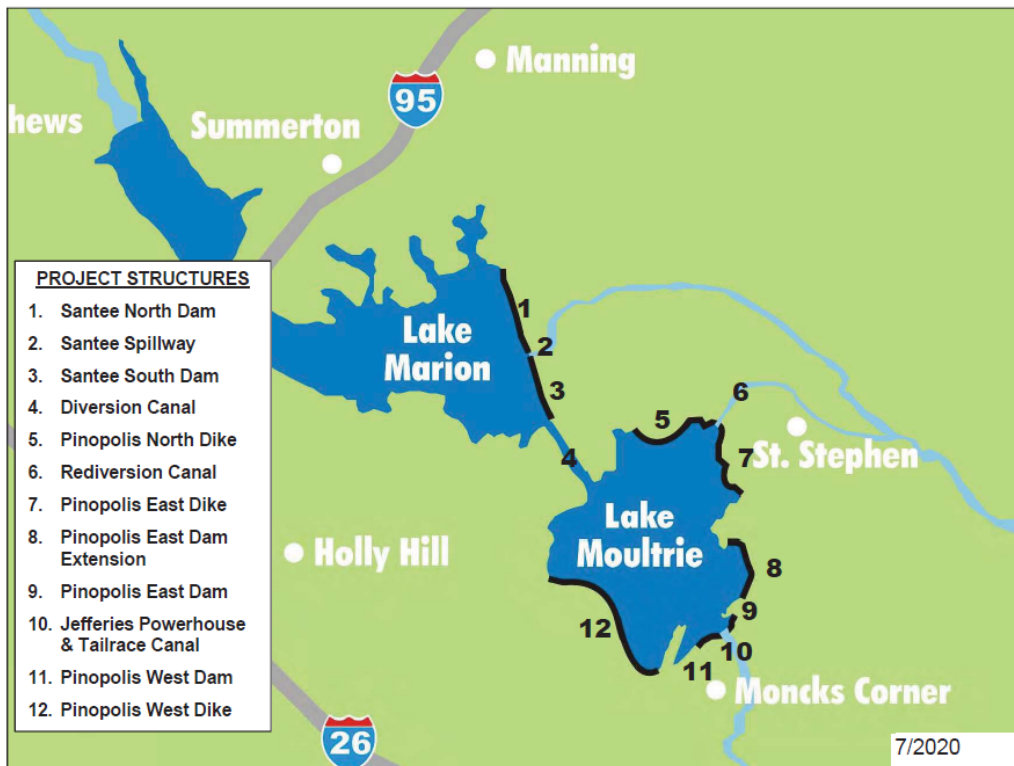 Manning
95
hews
Summerton
PROJECT STRUCTURES
1. Santee North Dam
2. Santee Spillway
3. Santee South Dam
4. Diversion Canal
5. Pinopolis North Dike
6. Rediversion Canal
7. Pinopolis East Dike
8. Pinopolis East Dam
Extension
9. Pinopolis East Dam
10. Jefferies Powerhouse
& Tailrace Canal
11. Pinopolis West Dam
12. Pinopolis West Dike
1
Lake
Marion
2
3
6
5
4
7
St. Stephen
Lake
Moultrie
Holly Hill
8
9
12
10
11
Moncks Corner
26
7/2020